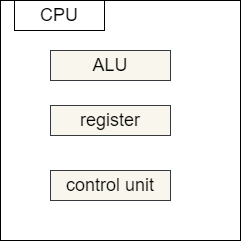 CPU
ALU
register
control unit